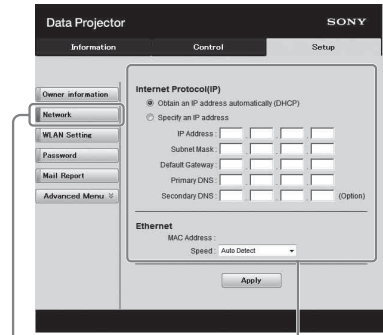 Data Projector
SONY
Information
Control
Setup
Owner information
Network
WLAN Setting
Password
Mail Report
Advanced Menu
Internet Protocol(IP)
Obtain an IP address automatically (DHCP)
Specify an IP address
IP Address :
Subnet Mask :
Default Gateway :
Primary DNS :
Secondary DNS :
(Option)
Ethernet
MAC Address :
Speed : Auto Detect
Apply